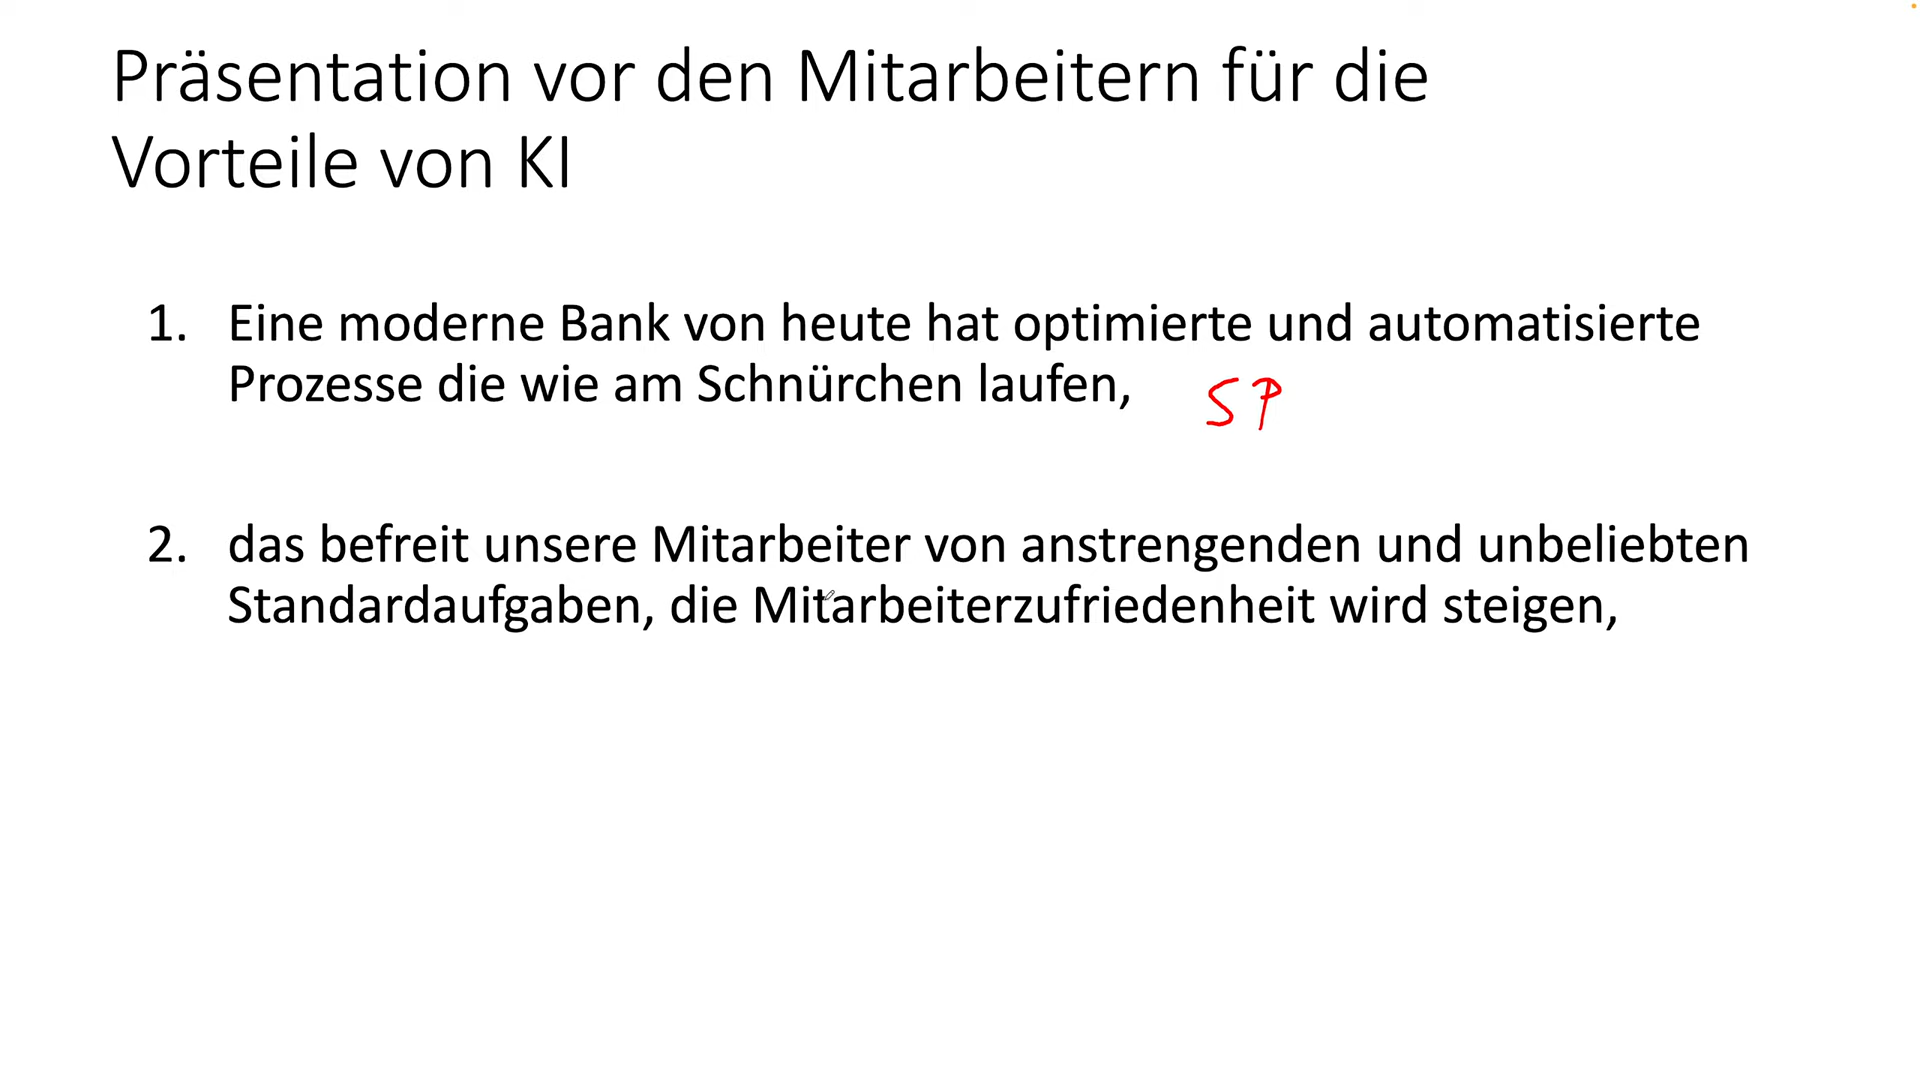 Präsentation vor den Mitarbeitern für die
Vorteile von KI
1. Eine moderne Bank von heute hat optimierte und automatisierte
Prozesse die wie am Schnürchen laufen,
SP
2. das befreit unsere Mitarbeiter von anstrengenden und unbeliebten
Standardaufgaben, die Mitarbeiterzufriedenheit wird steigen,